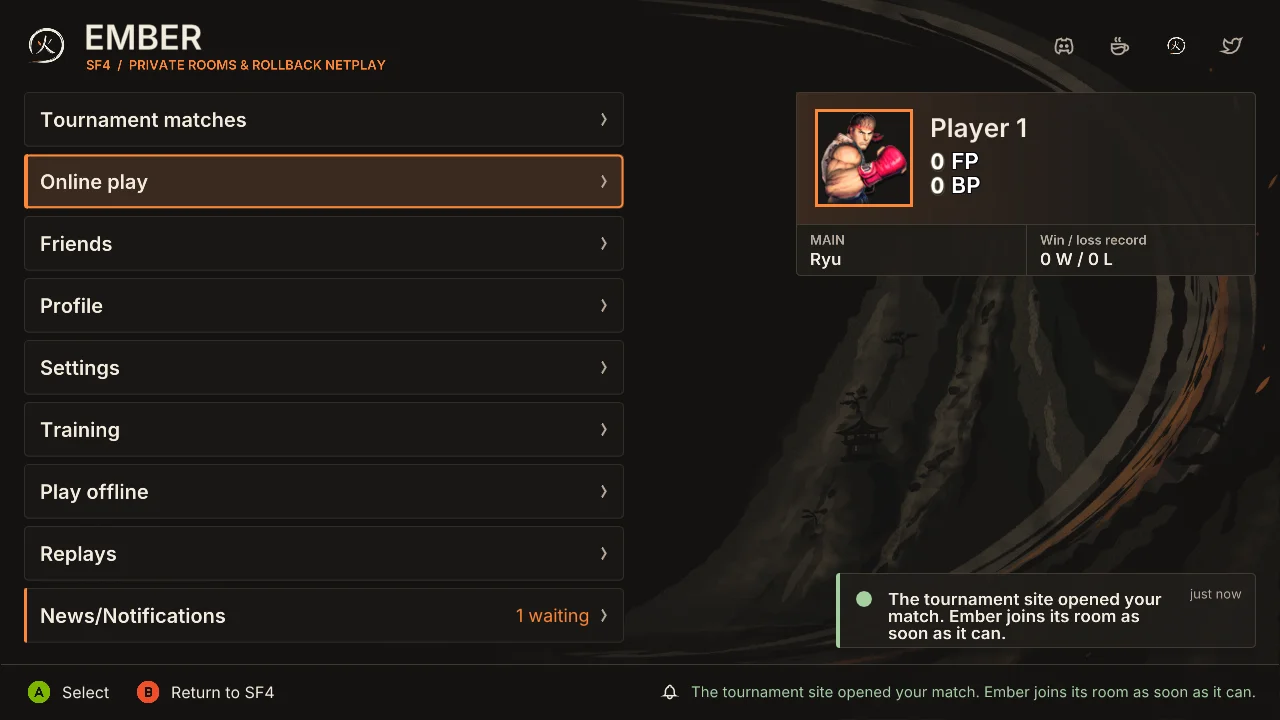 EMBER
SF4 / PRIVATE ROOMS & ROLLBACK NETPLAY
Tournament matches
Online play
Friends
Profile
Settings
Training
Play offline
Replays
News/Notifications
1 waiting
Player 1
0 FP
0 BP
MAIN
Ryu
Win / loss record
0 W / 0 L
The tournament site opened your
match. Ember joins its room as
soon as it can.
just now
A Select
B Return to SF4
The tournament site opened your match. Ember joins its room as soon as it can.